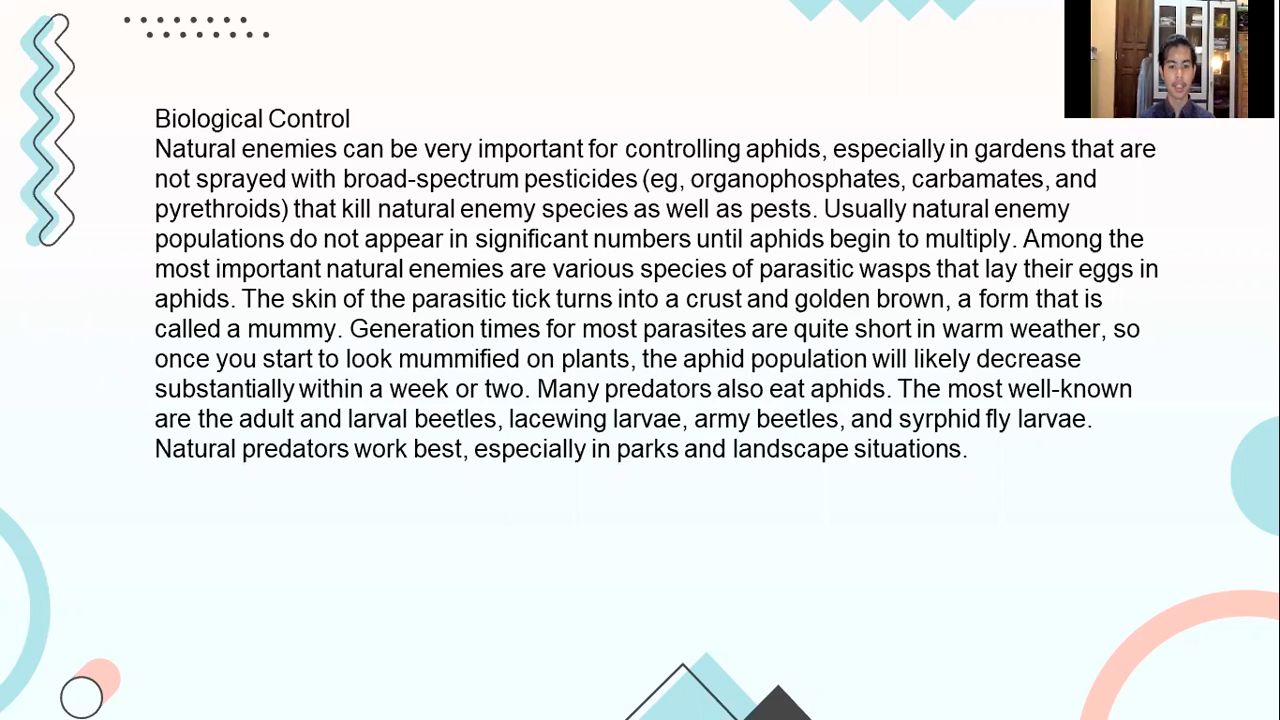 Biological Control
Natural enemies can be very important for controlling aphids, especially in gardens that are
not sprayed with broad-spectrum pesticides (eg, organophosphates, carbamates, and
pyrethroids) that kill natural enemy species as well as pests. Usually natural enemy
populations do not appear in significant numbers until aphids begin to multiply. Among the
most important natural enemies are various species of parasitic wasps that lay their eggs in
aphids. The skin of the parasitic tick turns into a crust and golden brown, a form that is
called a mummy. Generation times for most parasites are quite short in warm weather, so
once you start to look mummified on plants, the aphid population will likely decrease
substantially within a week or two. Many predators also eat aphids. The most well-known
are the adult and larval beetles, lacewing larvae, army beetles, and syrphid fly larvae.
Natural predators work best, especially in parks and landscape situations.